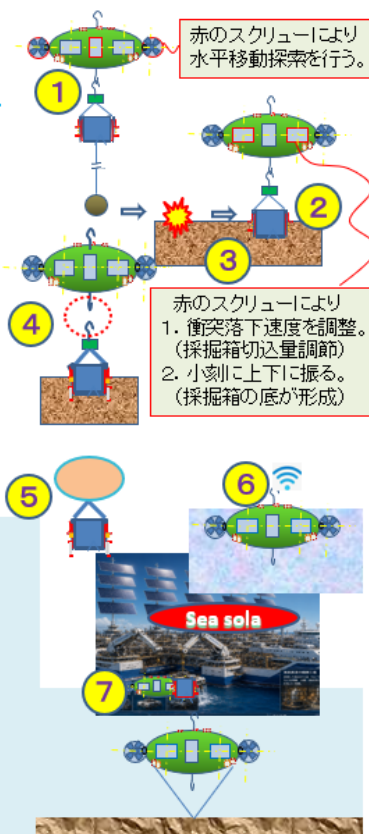 赤のスクリューにより
水平移動探索を行う。
①
②
③
赤のスクリューにより
1. 衝突落下速度を調整。
(採掘箱切込量調節)
2. 小刻に上下に振る。
(採掘箱の底が形成)
④
⑤
⑥
Sea sola
⑦